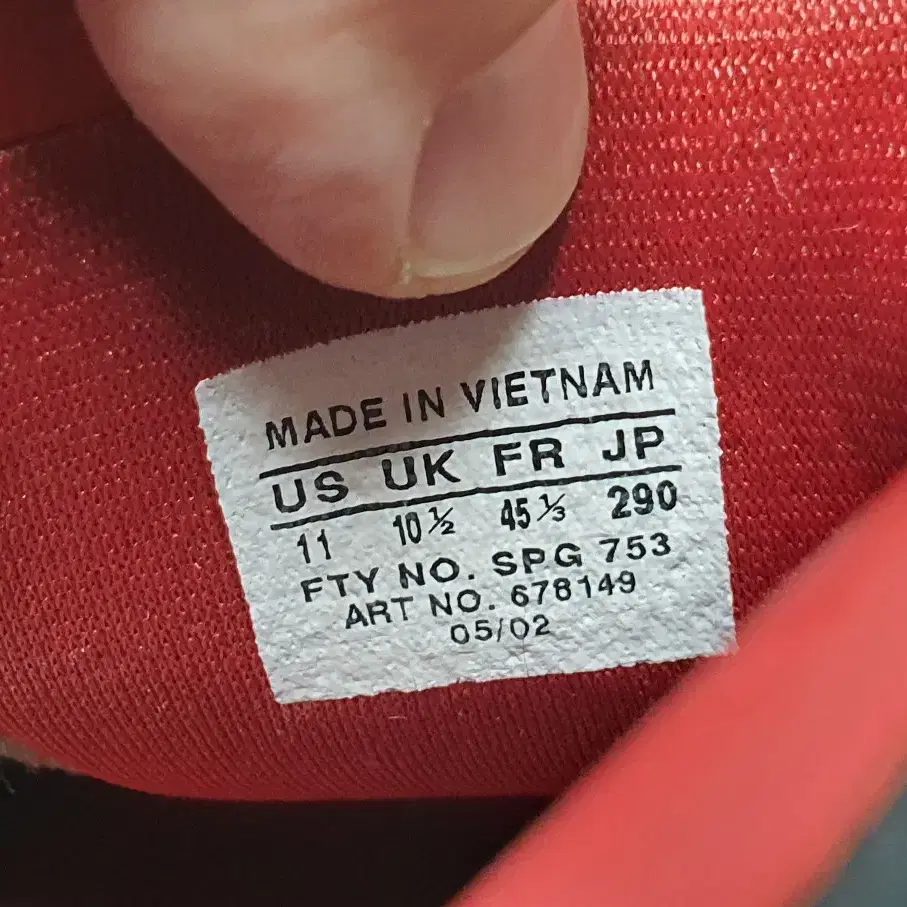 MADE IN VIETNAM
US UK FR JP
11 10½ 45⅓ 290
FTY NO. SPG 753
ART NO. 678149
05/02